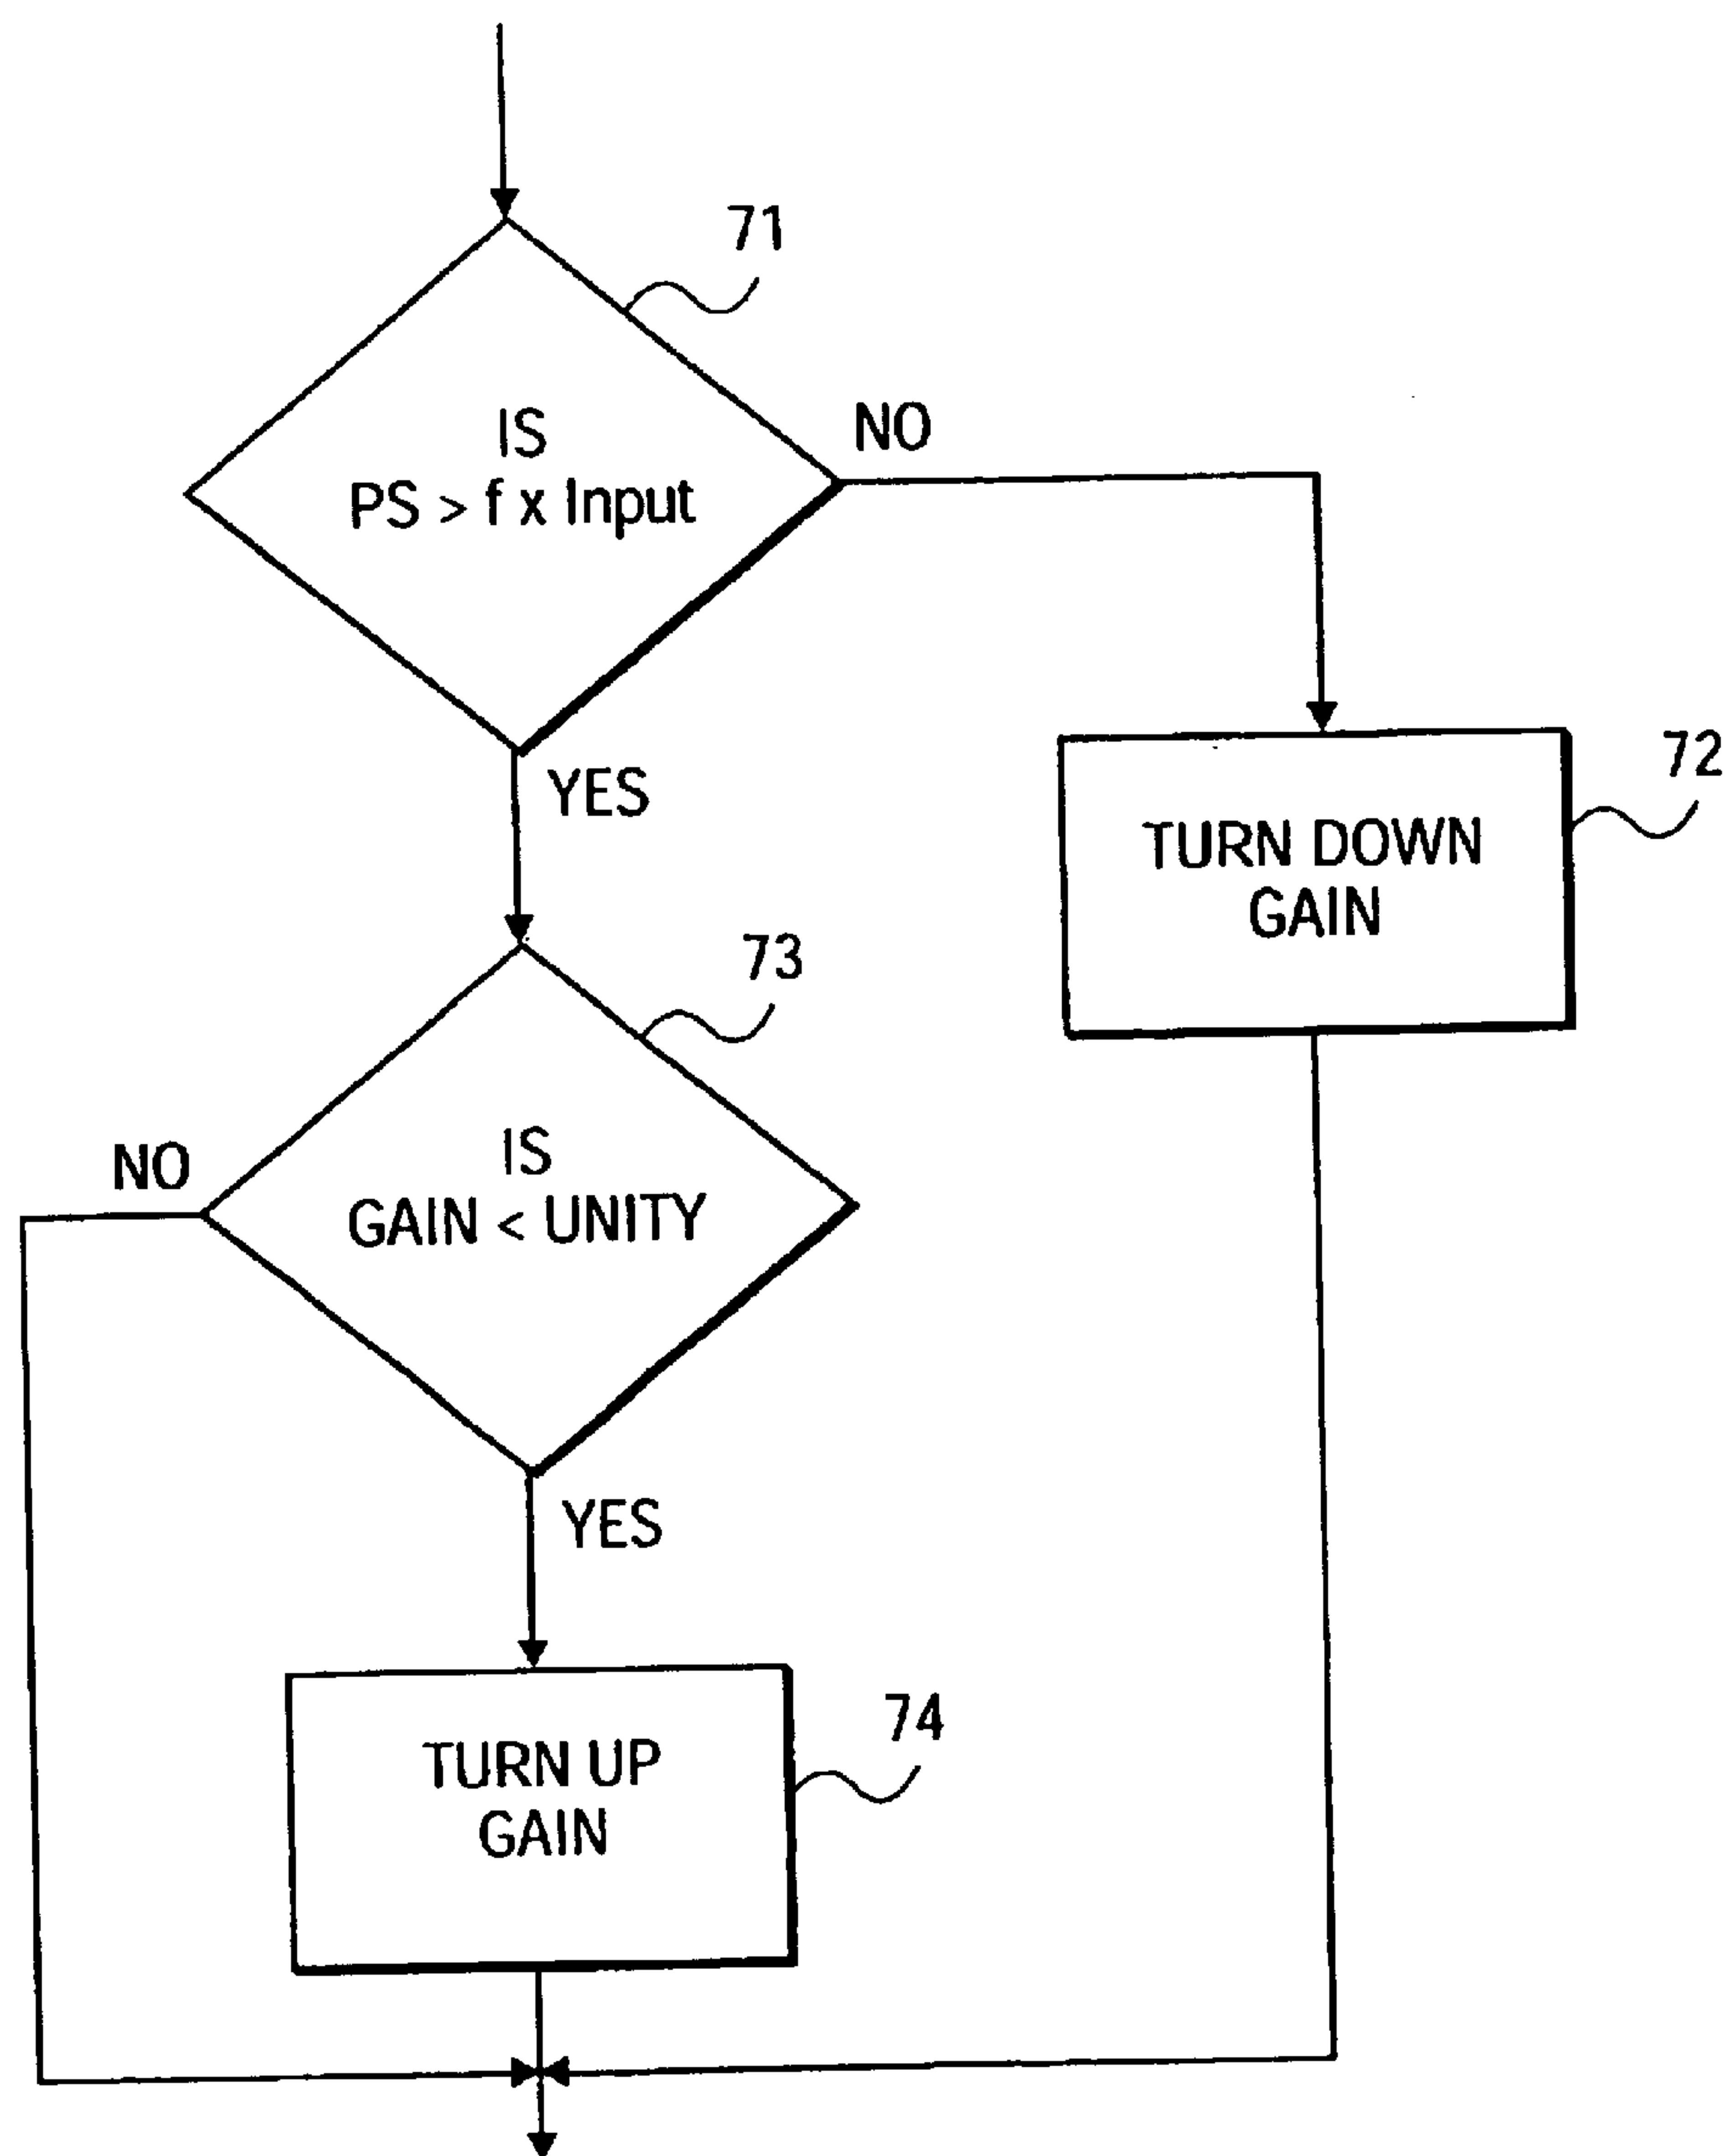 71
IS
PS > f x Input
NO
YES
72
TURN DOWN
GAIN
73
NO
IS
GAIN < UNITY
YES
74
TURN UP
GAIN